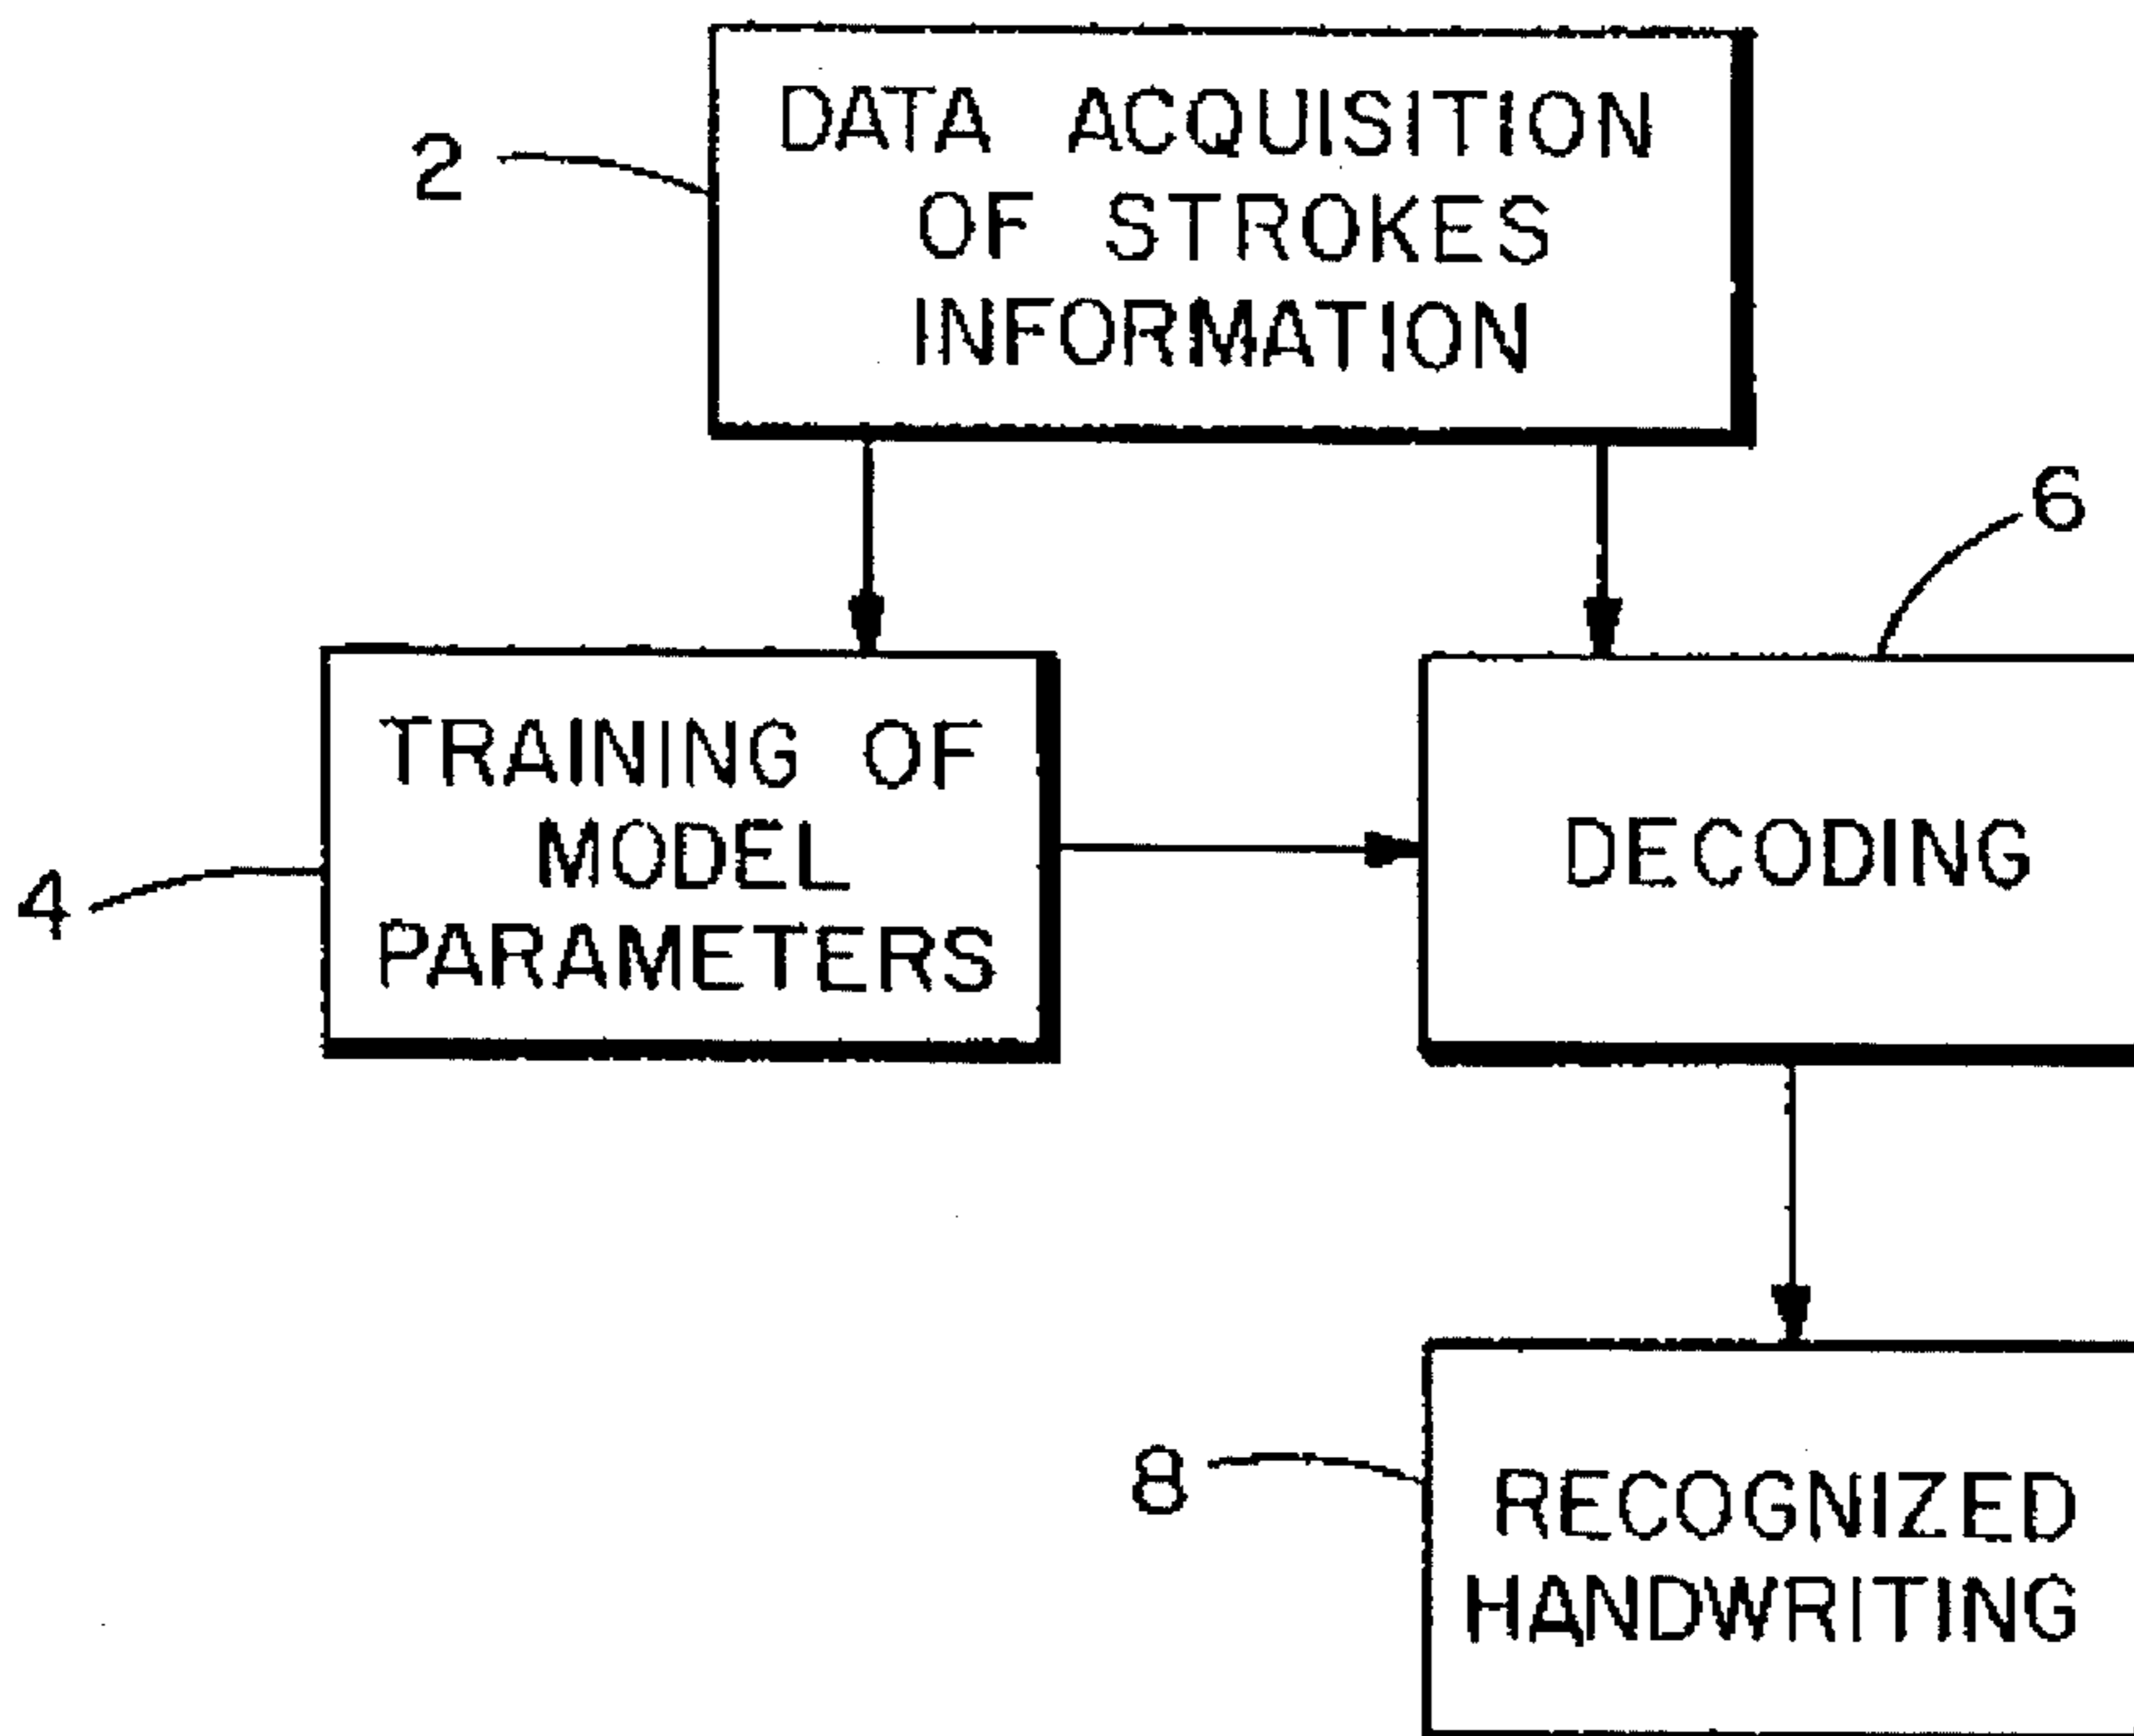 2
DATA ACQUISITION
OF STROKES
INFORMATION
6
4
TRAINING OF
MODEL
PARAMETERS
DECODING
8
RECOGNIZED
HANDWRITING